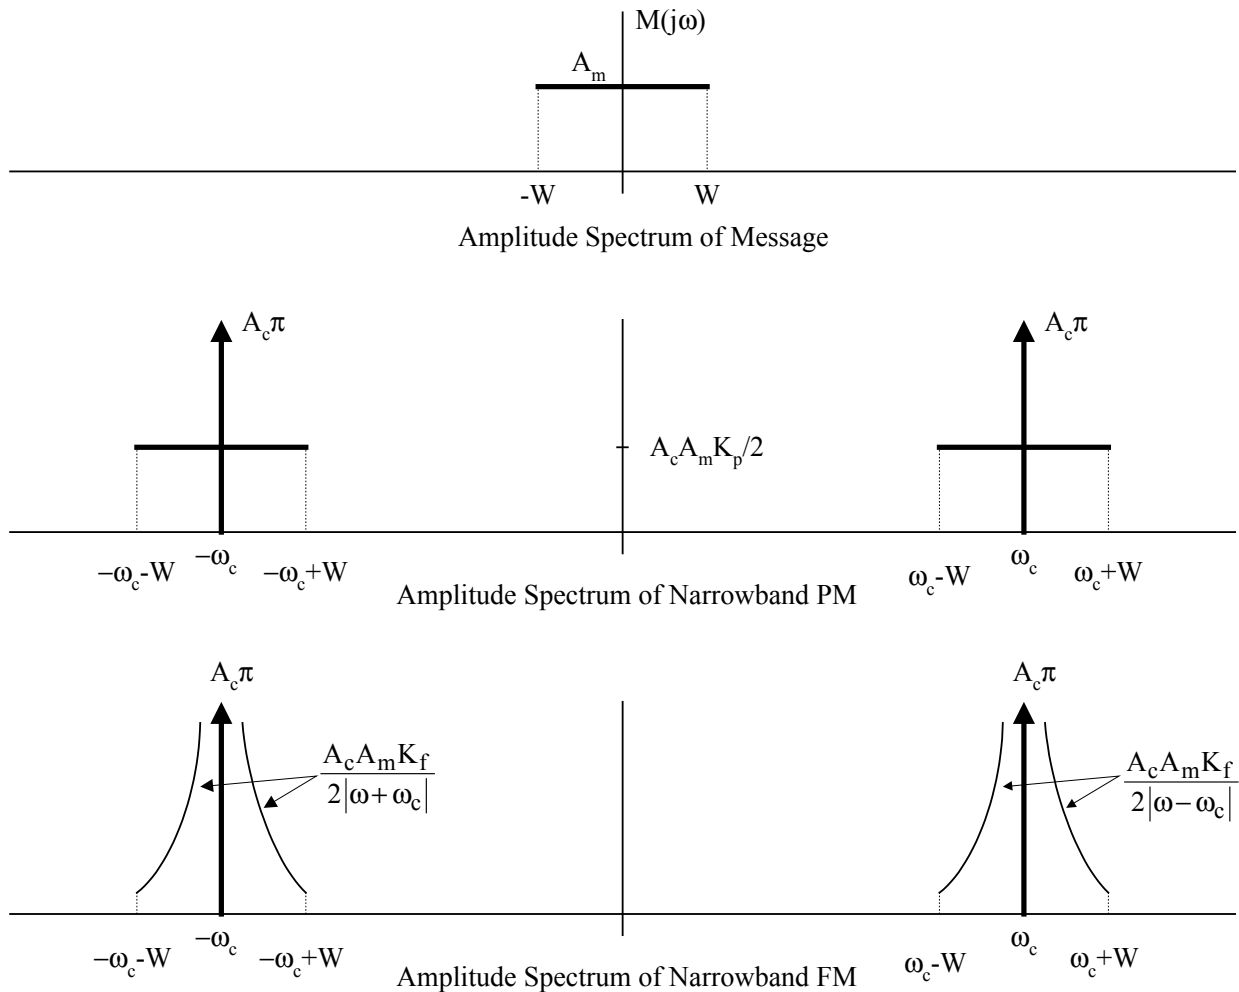 M(jω)
A_m
-W W
Amplitude Spectrum of Message
A_cπ A_cπ
A_cA_mK_p/2
−ω_c-W −ω_c −ω_c+W ω_c-W ω_c ω_c+W
Amplitude Spectrum of Narrowband PM
A_cπ A_cπ
A_cA_mK_f / 2|ω+ω_c| A_cA_mK_f / 2|ω−ω_c|
−ω_c-W −ω_c −ω_c+W ω_c-W ω_c ω_c+W
Amplitude Spectrum of Narrowband FM